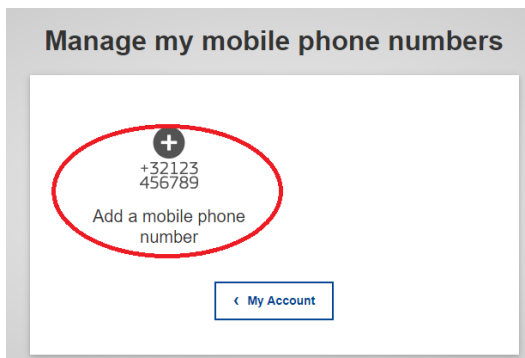 Manage my mobile phone numbers
+32123
456789
Add a mobile phone
number
‹ My Account